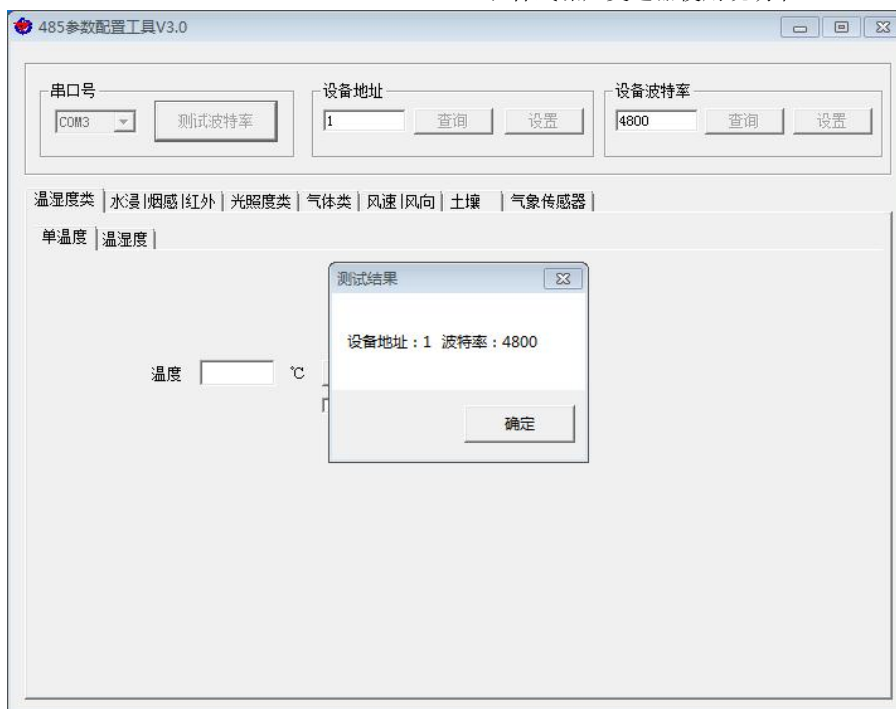 485参数配置工具V3.0
串口号
COM3
测试波特率
设备地址
1
查询
设置
设备波特率
4800
查询
设置
温湿度类
水浸|烟感|红外
光照度类
气体类
风速|风向
土壤
气象传感器
单温度
温湿度
测试结果
设备地址：1 波特率：4800
确定
温度
℃